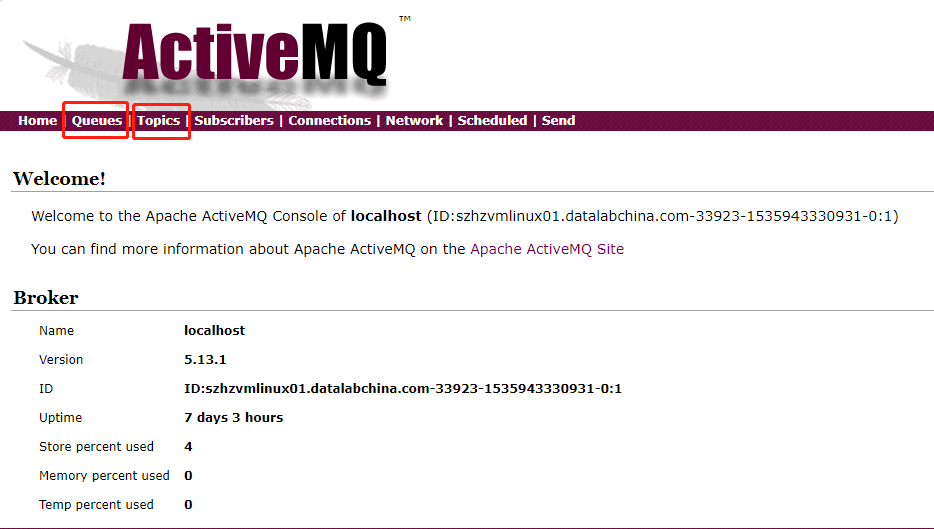 ActiveMQ™
Home | Queues | Topics | Subscribers | Connections | Network | Scheduled | Send
Welcome!
Welcome to the Apache ActiveMQ Console of localhost (ID:szhzvmlinux01.datalabchina.com-33923-1535943330931-0:1)
You can find more information about Apache ActiveMQ on the Apache ActiveMQ Site
Broker
Name localhost
Version 5.13.1
ID ID:szhzvmlinux01.datalabchina.com-33923-1535943330931-0:1
Uptime 7 days 3 hours
Store percent used 4
Memory percent used 0
Temp percent used 0